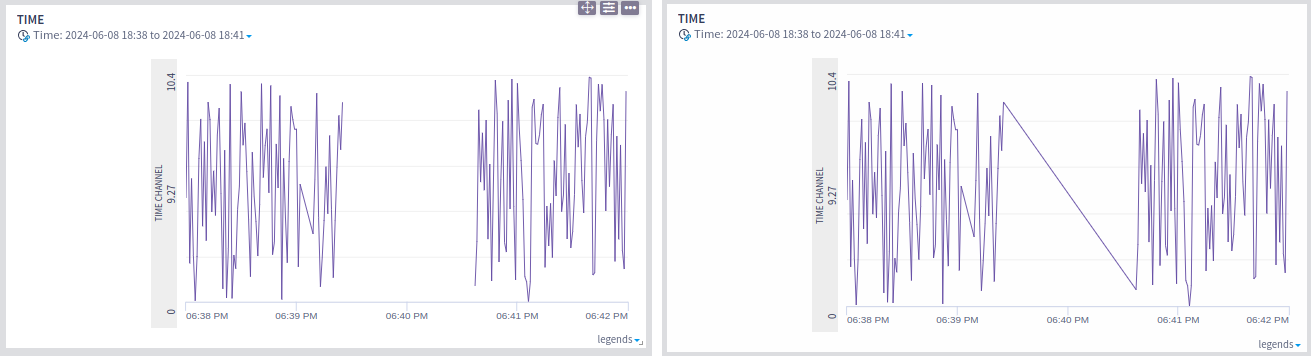 TIME
Time: 2024-06-08 18:38 to 2024-06-08 18:41
TIME CHANNEL
10.4
9.27
0
06:38 PM 06:39 PM 06:40 PM 06:41 PM 06:42 PM
legends
TIME
Time: 2024-06-08 18:38 to 2024-06-08 18:41
TIME CHANNEL
10.4
9.27
0
06:38 PM 06:39 PM 06:40 PM 06:41 PM 06:42 PM
legends